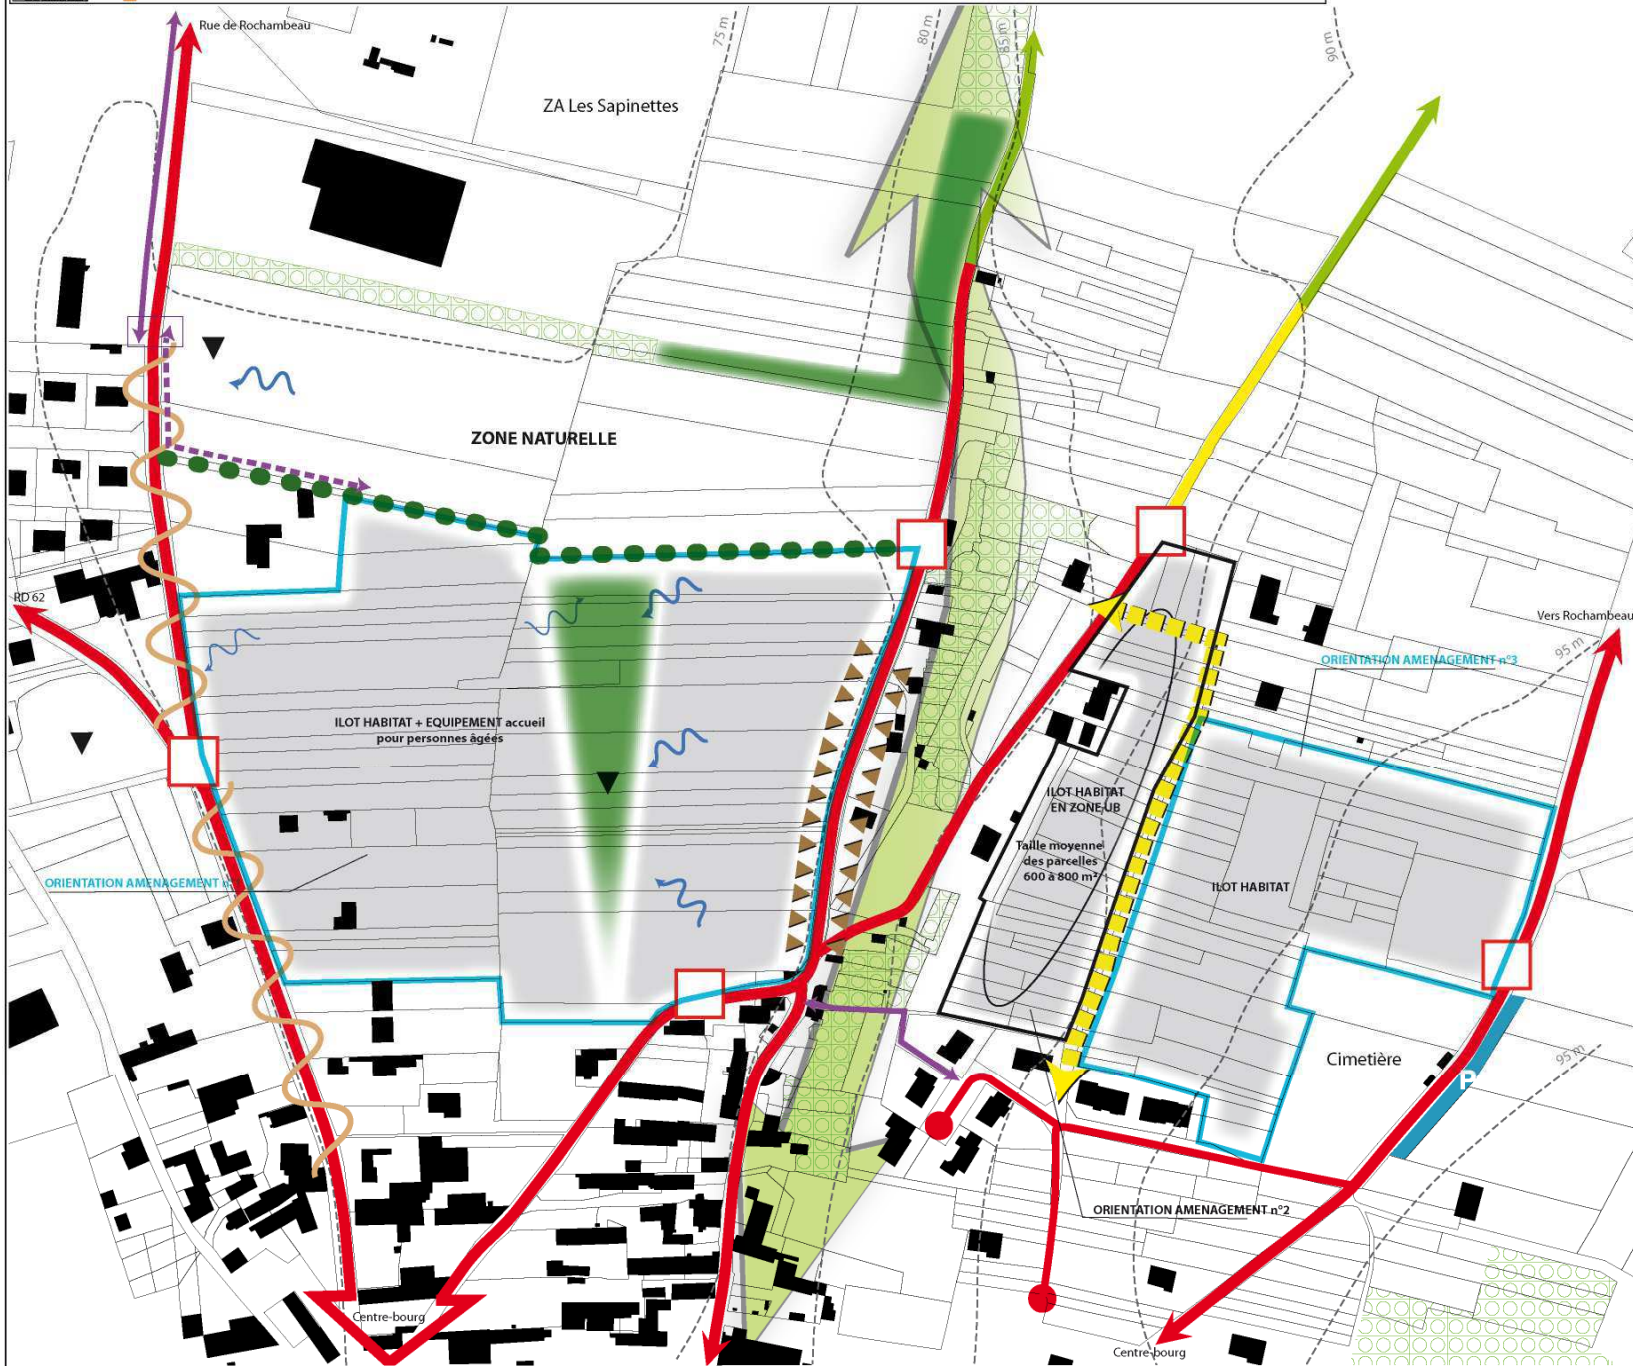 Rue de Rochambeau
75 m
80 m
85 m
90 m
ZA Les Sapinettes
ZONE NATURELLE
RD 62
Vers Rochambeau
95 m
ORIENTATION AMENAGEMENT n°3
ILOT HABITAT + EQUIPEMENT accueil
pour personnes âgées
ILOT HABITAT
EN ZONE UB
Taille moyenne
des parcelles
600 à 800 m²
ORIENTATION AMENAGEMENT
ILOT HABITAT
Cimetière
95 m
P
ORIENTATION AMENAGEMENT n°2
Centre-bourg
Centre-bourg